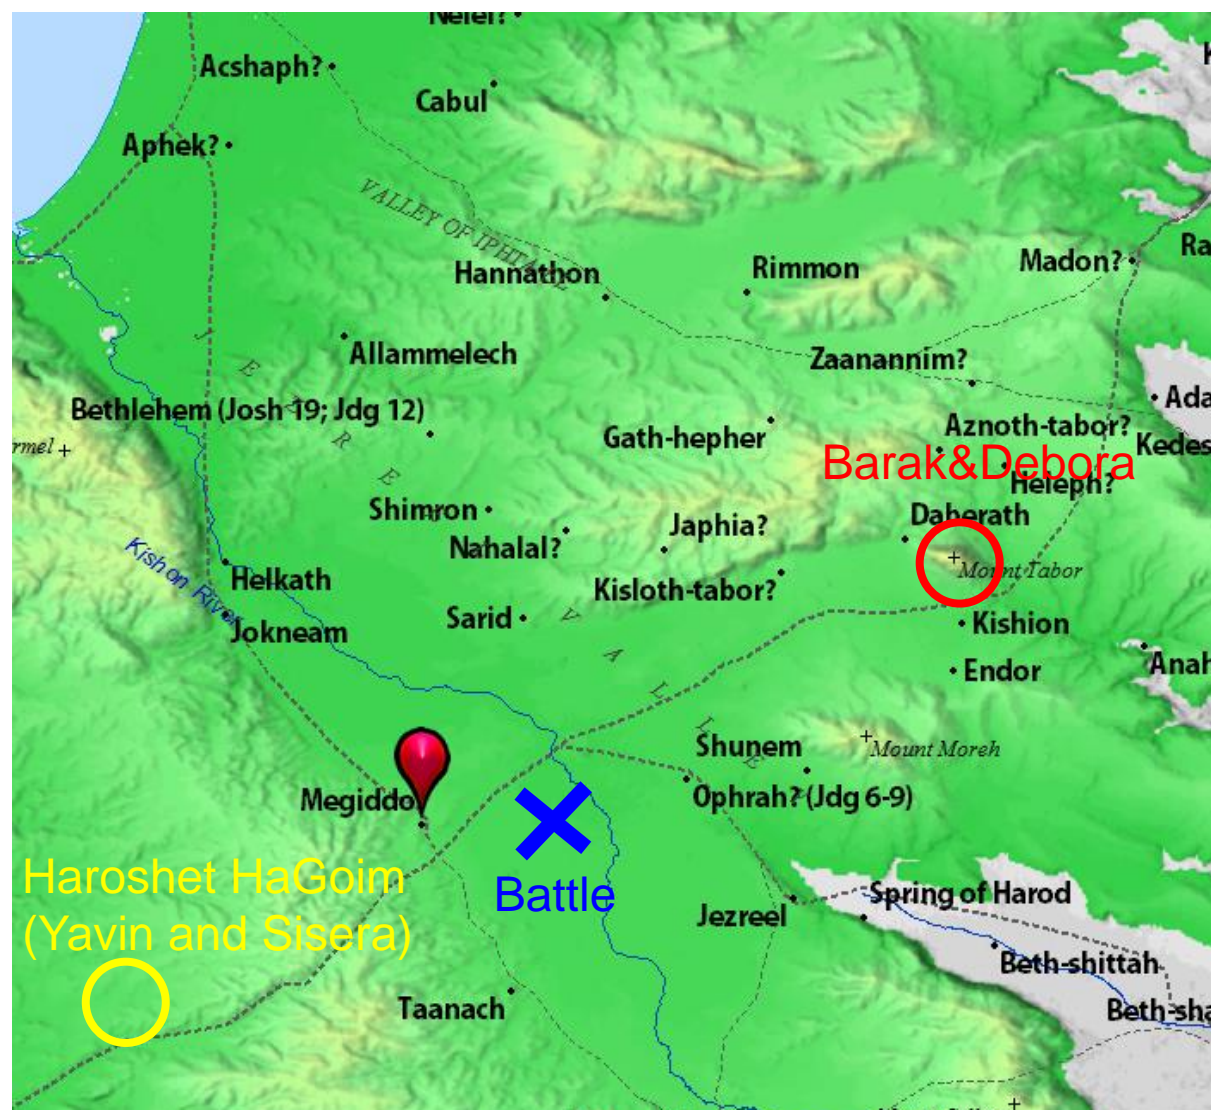 Acshaph?
Cabul
Aphek?
VALLEY OF IPHTAH
Hannathon
Rimmon
Madon?
Ra
Allammelech
Zaanannim?
JEZREEL VALLEY
Bethlehem (Josh 19; Jdg 12)
Ada
Aznoth-tabor?
Gath-hepher
Kedes
rmel
Barak&Debora
Heleph?
Shimron
Daberath
Japhia?
Nahalal?
Kishon River
Mount Tabor
Helkath
Kisloth-tabor?
Sarid
Jokneam
Kishion
Endor
Anah
Shunem
Mount Moreh
Megiddo
Ophrah? (Jdg 6-9)
Haroshet HaGoim
(Yavin and Sisera)
Battle
Spring of Harod
Jezreel
Beth-shittah
Taanach
Beth-sha